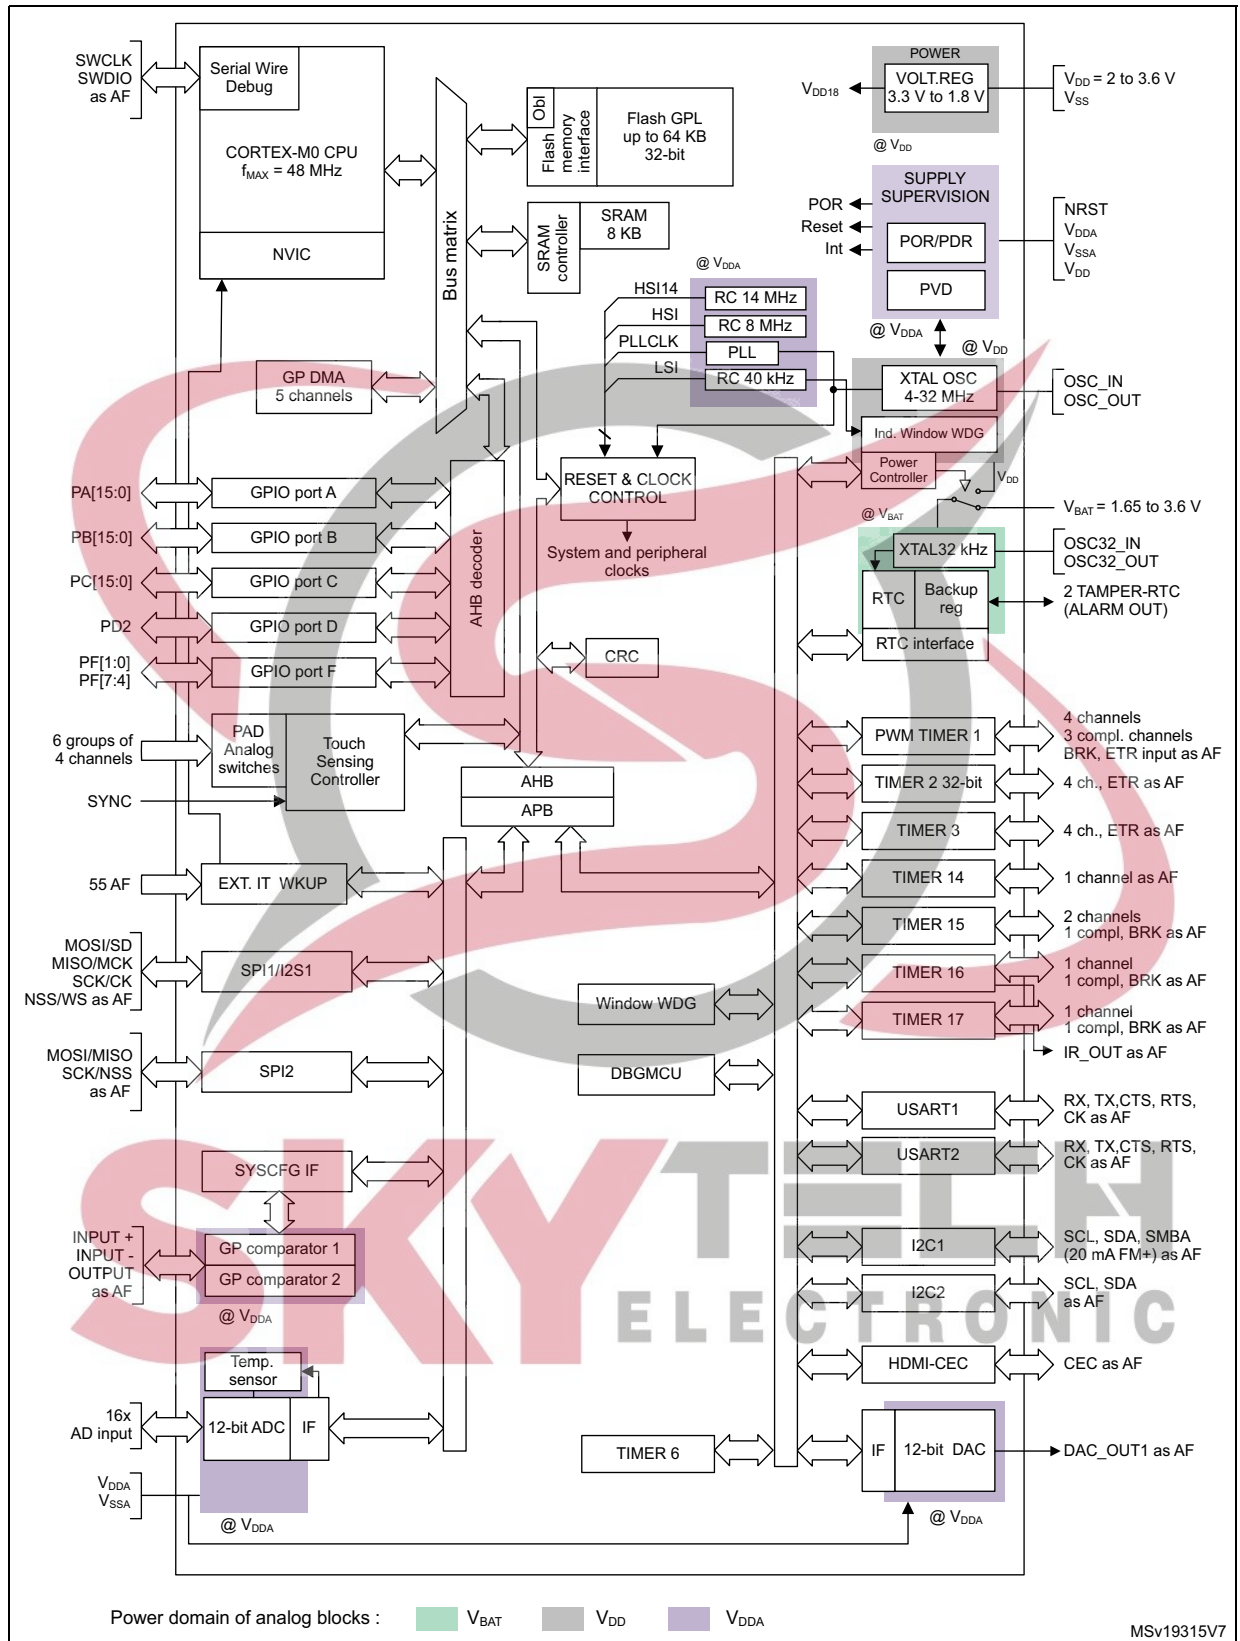 SWCLK
SWDIO
as AF
Serial Wire
Debug
CORTEX-M0 CPU
fMAX = 48 MHz
NVIC
Bus matrix
Obl
Flash
memory
interface
Flash GPL
up to 64 KB
32-bit
SRAM
controller
SRAM
8 KB
POWER
VOLT.REG
3.3 V to 1.8 V
VDD18
VDD = 2 to 3.6 V
VSS
@ VDD
SUPPLY
SUPERVISION
POR
Reset
Int
POR/PDR
PVD
NRST
VDDA
VSSA
VDD
@ VDDA
@ VDDA
@ VDD
HSI14
HSI
PLLCLK
LSI
RC 14 MHz
RC 8 MHz
PLL
RC 40 kHz
XTAL OSC
4-32 MHz
OSC_IN
OSC_OUT
Ind. Window WDG
Power
Controller
VDD
VBAT = 1.65 to 3.6 V
@ VBAT
XTAL32 kHz
OSC32_IN
OSC32_OUT
RTC
Backup
reg
2 TAMPER-RTC
(ALARM OUT)
RTC interface
GP DMA
5 channels
RESET & CLOCK
CONTROL
System and peripheral
clocks
AHB decoder
PA[15:0]
GPIO port A
PB[15:0]
GPIO port B
PC[15:0]
GPIO port C
PD2
GPIO port D
PF[1:0]
PF[7:4]
GPIO port F
CRC
6 groups of
4 channels
SYNC
PAD
Analog
switches
Touch
Sensing
Controller
AHB
APB
55 AF
EXT. IT WKUP
MOSI/SD
MISO/MCK
SCK/CK
NSS/WS as AF
SPI1/I2S1
MOSI/MISO
SCK/NSS
as AF
SPI2
SYSCFG IF
INPUT +
INPUT -
OUTPUT
as AF
GP comparator 1
GP comparator 2
@ VDDA
Temp.
sensor
16x
AD input
12-bit ADC
IF
VDDA
VSSA
@ VDDA
Window WDG
DBGMCU
TIMER 6
PWM TIMER 1
4 channels
3 compl. channels
BRK, ETR input as AF
TIMER 2 32-bit
4 ch., ETR as AF
TIMER 3
4 ch., ETR as AF
TIMER 14
1 channel as AF
TIMER 15
2 channels
1 compl, BRK as AF
TIMER 16
1 channel
1 compl, BRK as AF
TIMER 17
1 channel
1 compl, BRK as AF
IR_OUT as AF
USART1
RX, TX,CTS, RTS,
CK as AF
USART2
RX, TX,CTS, RTS,
CK as AF
I2C1
SCL, SDA, SMBA
(20 mA FM+) as AF
I2C2
SCL, SDA
as AF
HDMI-CEC
CEC as AF
IF
12-bit DAC
DAC_OUT1 as AF
@ VDDA
SKYTECH
ELECTRONIC
Power domain of analog blocks :
VBAT
VDD
VDDA
MSv19315V7